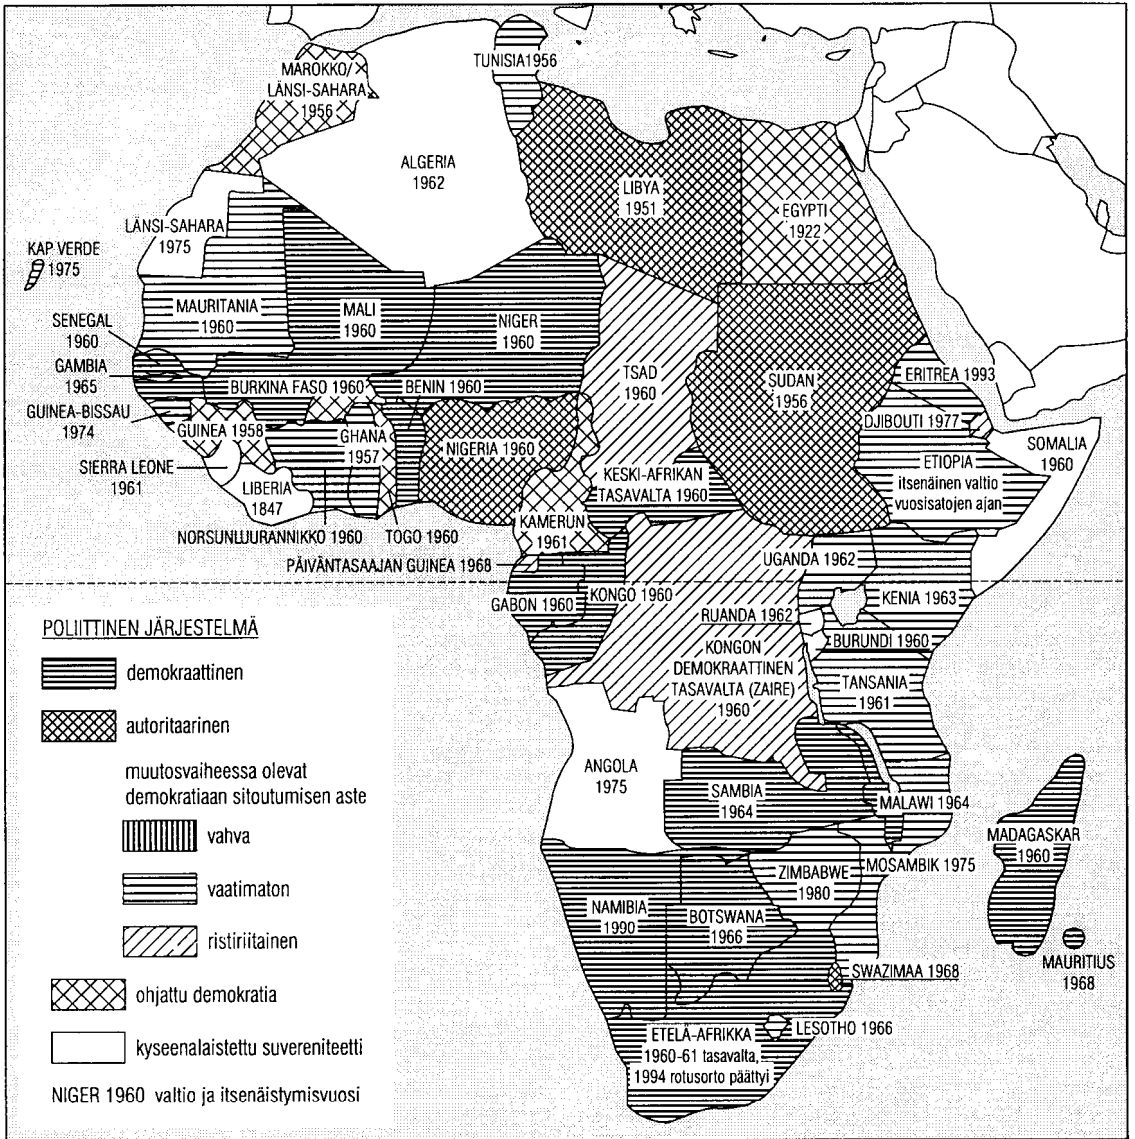 TUNISIA1956
MAROKKO/
LÄNSI-SAHARA
1956
ALGERIA
1962
LIBYA
1951
EGYPTI
1922
LÄNSI-SAHARA
1975
KAP VERDE
1975
MAURITANIA
1960
MALI
1960
NIGER
1960
SENEGAL
1960
GAMBIA
1965
GUINEA-BISSAU
1974
BURKINA FASO 1960
BENIN 1960
TSAD
1960
SUDAN
1956
ERITREA 1993
DJIBOUTI 1977
SOMALIA
1960
GUINEA 1958
GHANA
1957
NIGERIA 1960
ETIOPIA
itsenäinen valtio
vuosisatojen ajan
SIERRA LEONE
1961
LIBERIA
1847
KESKI-AFRIKAN
TASAVALTA 1960
NORSUNLUURANNIKKO 1960
TOGO 1960
KAMERUN
1961
PÄIVÄNTASAAJAN GUINEA 1968
UGANDA 1962
GABON 1960
KONGO 1960
KENIA 1963
RUANDA 1962
BURUNDI 1960
KONGON
DEMOKRAATTINEN
TASAVALTA (ZAIRE)
1960
TANSANIA
1961
ANGOLA
1975
SAMBIA
1964
MALAWI 1964
MADAGASKAR
1960
MOSAMBIK 1975
ZIMBABWE
1980
NAMIBIA
1990
BOTSWANA
1966
MAURITIUS
1968
SWAZIMAA 1968
LESOTHO 1966
ETELÄ-AFRIKKA
1960-61 tasavalta,
1994 rotusorto päättyi
POLIITTINEN JÄRJESTELMÄ
demokraattinen
autoritaarinen
muutosvaiheessa olevat
demokratiaan sitoutumisen aste
vahva
vaatimaton
ristiriitainen
ohjattu demokratia
kyseenalaistettu suvereniteetti
NIGER 1960 valtio ja itsenäistymisvuosi